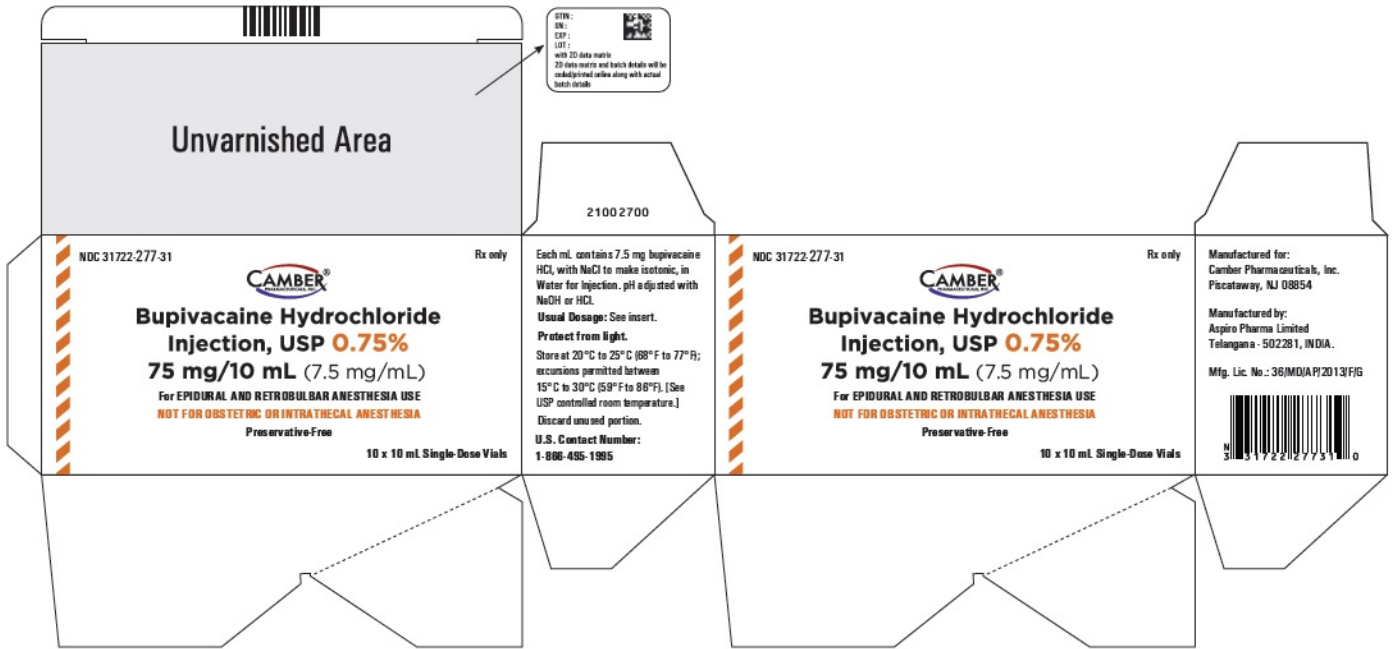 GTIN :
SN :
EXP :
LOT :
with 2D data matrix
2D data matrix and batch details will be
coded/printed online along with actual
batch details
Unvarnished Area
21002700
NDC 31722-277-31
Rx only
CAMBER®
PHARMACEUTICALS, INC.
Bupivacaine Hydrochloride
Injection, USP 0.75%
75 mg/10 mL (7.5 mg/mL)
For EPIDURAL AND RETROBULBAR ANESTHESIA USE
NOT FOR OBSTETRIC OR INTRATHECAL ANESTHESIA
Preservative-Free
10 x 10 mL Single-Dose Vials
Each mL contains 7.5 mg bupivacaine
HCl, with NaCl to make isotonic, in
Water for Injection. pH adjusted with
NaOH or HCl.
Usual Dosage: See insert.
Protect from light.
Store at 20°C to 25°C (68°F to 77°F);
excursions permitted between
15°C to 30°C (59°F to 86°F). [See
USP controlled room temperature.]
Discard unused portion.
U.S. Contact Number:
1-866-495-1995
NDC 31722-277-31
Rx only
CAMBER®
PHARMACEUTICALS, INC.
Bupivacaine Hydrochloride
Injection, USP 0.75%
75 mg/10 mL (7.5 mg/mL)
For EPIDURAL AND RETROBULBAR ANESTHESIA USE
NOT FOR OBSTETRIC OR INTRATHECAL ANESTHESIA
Preservative-Free
10 x 10 mL Single-Dose Vials
Manufactured for:
Camber Pharmaceuticals, Inc.
Piscataway, NJ 08854
Manufactured by:
Aspiro Pharma Limited
Telangana - 502281, INDIA.
Mfg. Lic. No.: 36/MD/AP/2013/F/G
N
3 31722 27731 0